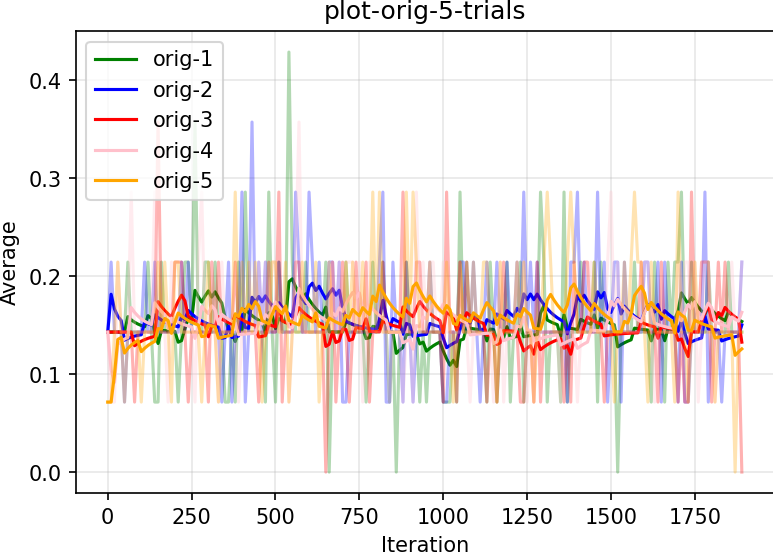 plot-orig-5-trials
orig-1
orig-2
orig-3
orig-4
orig-5
Average
0.4
0.3
0.2
0.1
0.0
0 250 500 750 1000 1250 1500 1750
Iteration